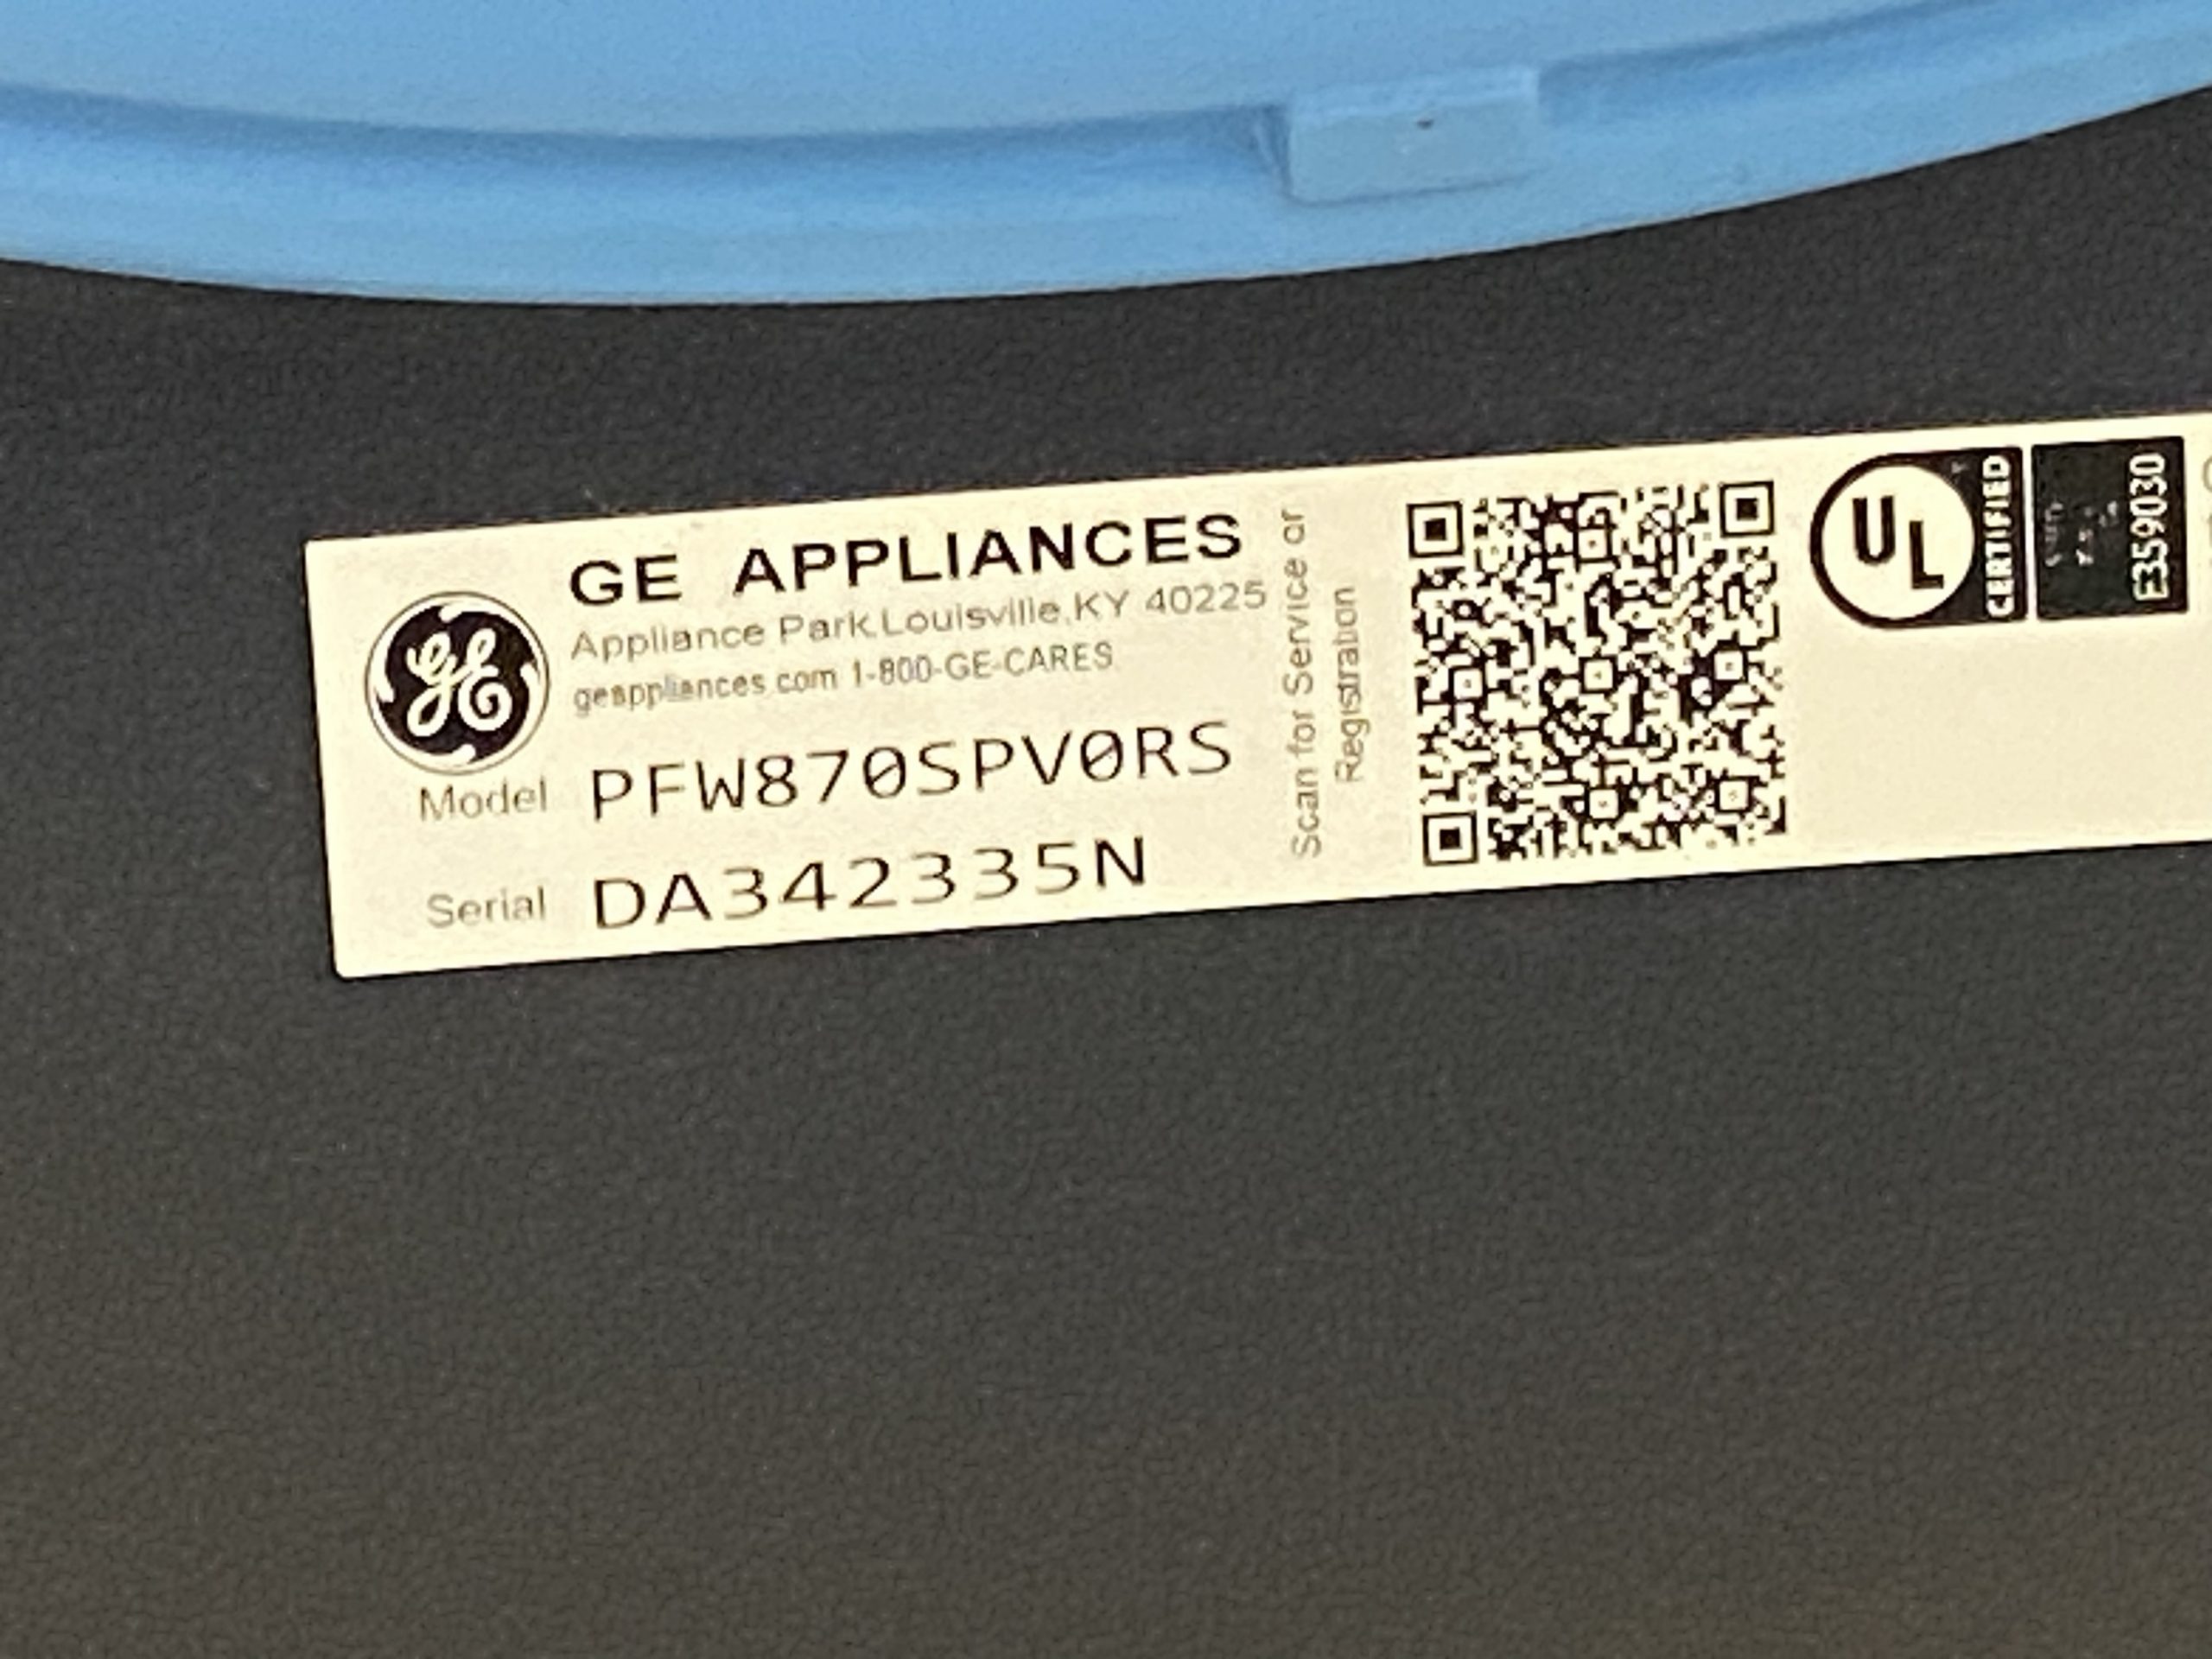 GE APPLIANCES
Appliance Park, Louisville, KY 40225
geappliances.com 1-800-GE-CARES
GE
Model PFW870SPV0RS
Serial DA342335N
Scan for Service or
Registration
UL
CERTIFIED
E359030